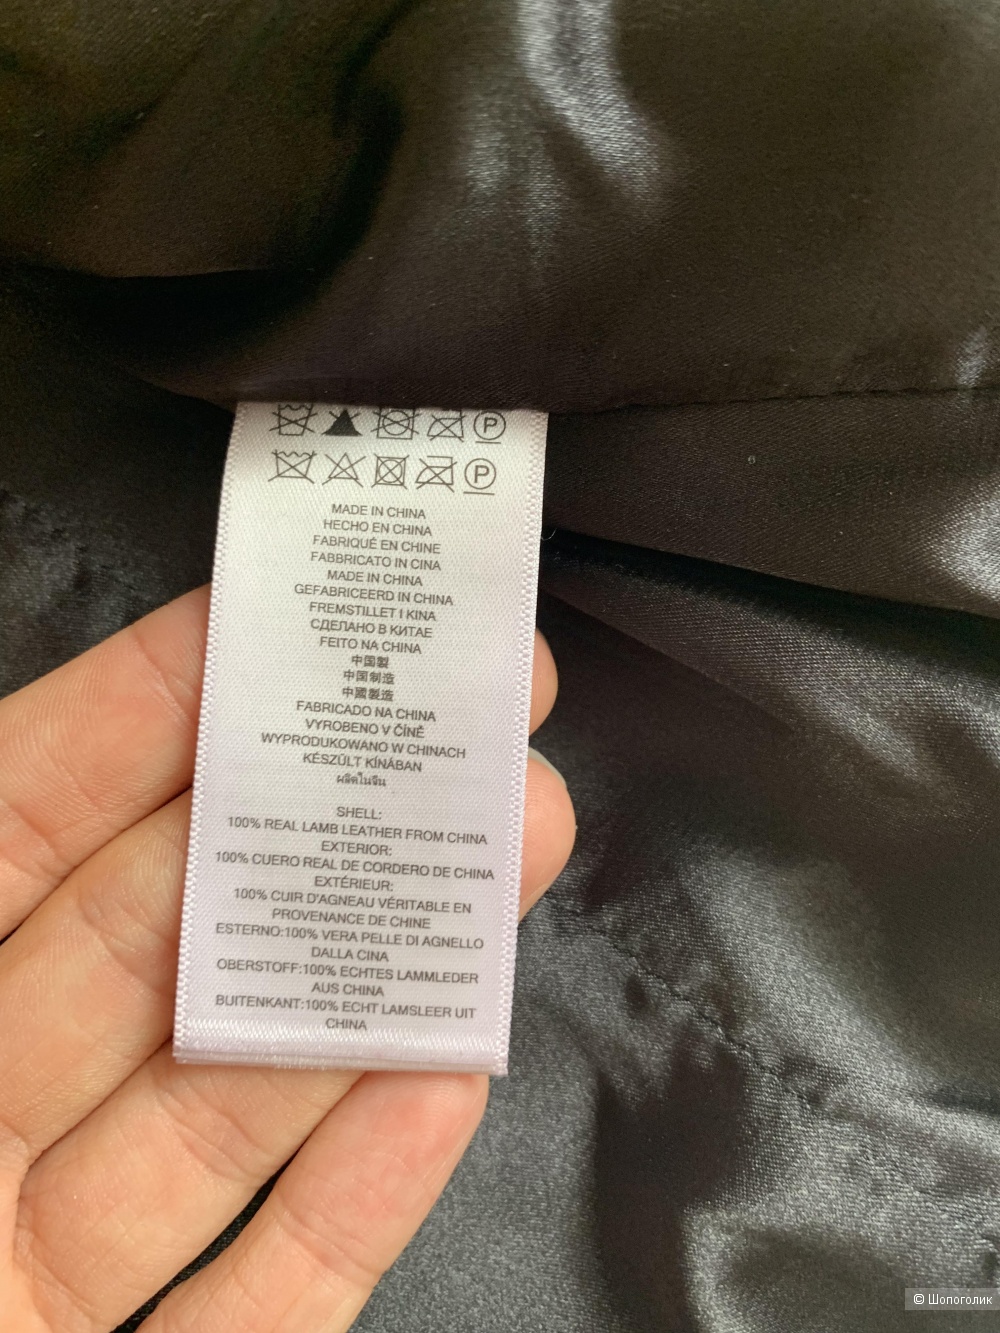 P
P
MADE IN CHINA
HECHO EN CHINA
FABRIQUÉ EN CHINE
FABBRICATO IN CINA
MADE IN CHINA
GEFABRICEERD IN CHINA
FREMSTILLET I KINA
СДЕЛАНО В КИТАЕ
FEITO NA CHINA
中国製
中国制造
中國製造
FABRICADO NA CHINA
VYROBENO V ČÍNĚ
WYPRODUKOWANO W CHINACH
KÉSZÜLT KÍNÁBAN
ผลิตในจีน
SHELL:
100% REAL LAMB LEATHER FROM CHINA
EXTERIOR:
100% CUERO REAL DE CORDERO DE CHINA
EXTÉRIEUR:
100% CUIR D'AGNEAU VÉRITABLE EN
PROVENANCE DE CHINE
ESTERNO:100% VERA PELLE DI AGNELLO
DALLA CINA
OBERSTOFF:100% ECHTES LAMMLEDER
AUS CHINA
BUITENKANT:100% ECHT LAMSLEER UIT
CHINA
© Шопоголик